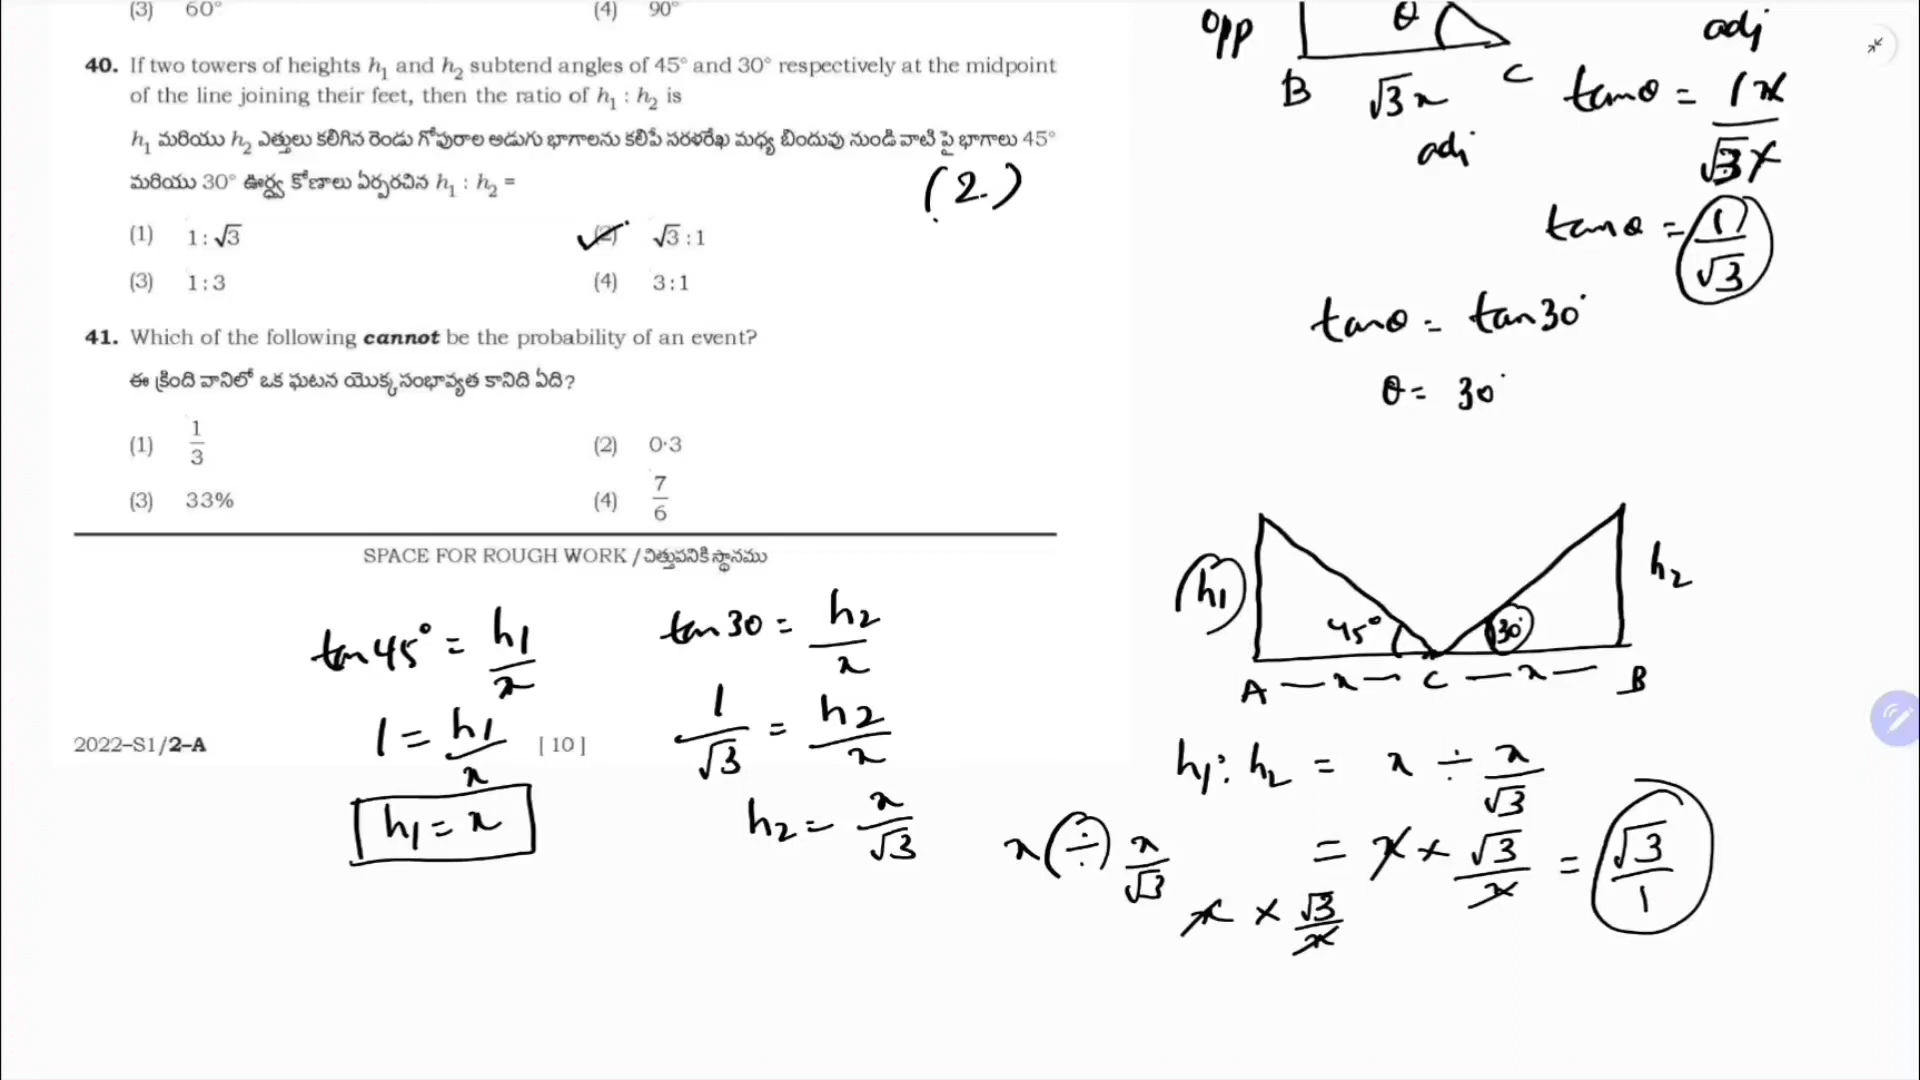 (3) 60° (4) 90°
40. If two towers of heights h₁ and h₂ subtend angles of 45° and 30° respectively at the midpoint
of the line joining their feet, then the ratio of h₁ : h₂ is
h₁ మరియు h₂ ఎత్తులు కలిగిన రెండు గోపురాల అడుగు భాగాలను కలిపే సరళరేఖ మధ్య బిందువు నుండి వాటి పై భాగాలు 45°
మరియు 30° ఊర్ధ్వ కోణాలు ఏర్పరచిన h₁ : h₂ =
(2.)
(1) 1 : √3 (2) √3 : 1
(3) 1 : 3 (4) 3 : 1
41. Which of the following cannot be the probability of an event?
ఈ క్రింది వానిలో ఒక ఘటన యొక్క సంభావ్యత కానిది ఏది?
(1) 1/3 (2) 0·3
(3) 33% (4) 7/6
SPACE FOR ROUGH WORK / చిత్తుపనికి స్థానము
tan45° = h1/x
1 = h1/x
h1 = x
tan30 = h2/x
1/√3 = h2/x
h2 = x/√3
2022–S1/2–A [ 10 ]
opp θ
B √3x C
adj
adj
tanθ = 1x/√3x
tanθ = 1/√3
tanθ = tan30°
θ = 30°
h1 45° 30° h2
A — x — C — x — B
h1 : h2 = x ÷ x/√3
= x × √3/x = √3/1
x ÷ x/√3
x × √3/x